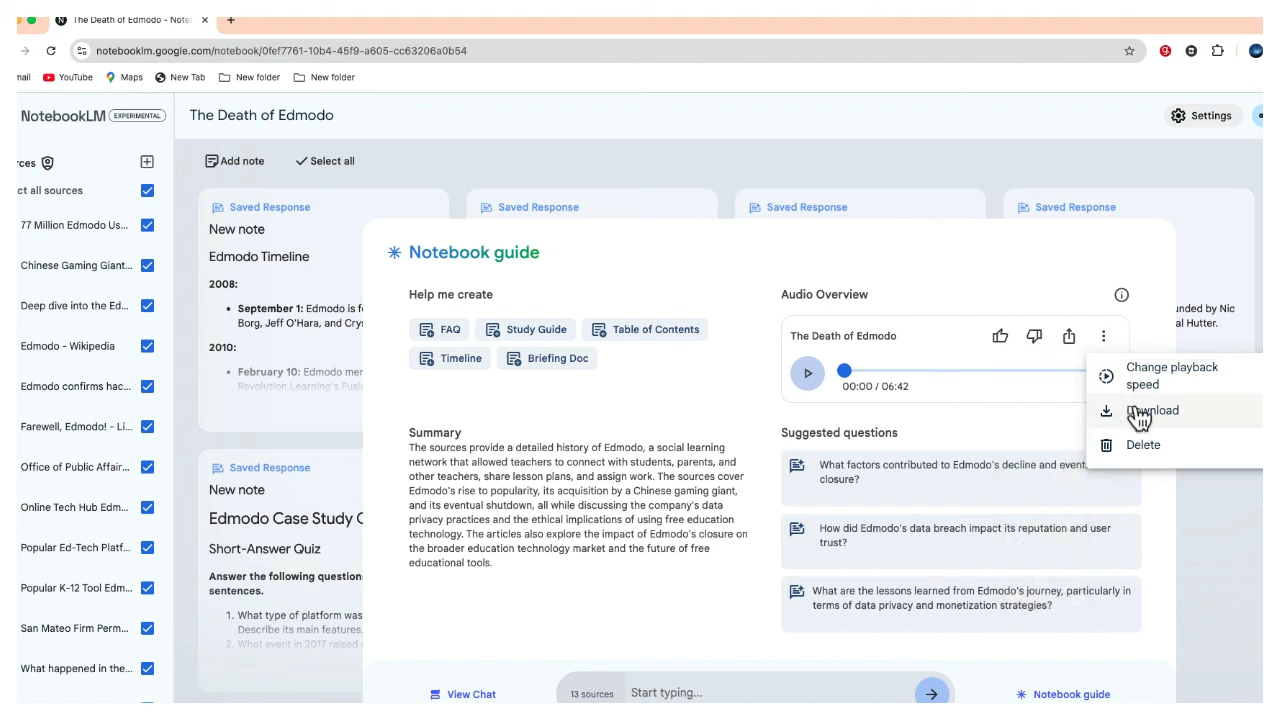 The Death of Edmodo - Note
notebooklm.google.com/notebook/0fef7761-10b4-45f9-a605-cc63206a0b54
mail YouTube Maps New Tab New folder New folder
NotebookLM EXPERIMENTAL
The Death of Edmodo
Settings
rces
ct all sources
77 Million Edmodo Us...
Chinese Gaming Giant...
Deep dive into the Ed...
Edmodo - Wikipedia
Edmodo confirms hac...
Farewell, Edmodo! - Li...
Office of Public Affair...
Online Tech Hub Edm...
Popular Ed-Tech Platf...
Popular K-12 Tool Edm...
San Mateo Firm Perm...
What happened in the...
Add note Select all
Saved Response
New note
Edmodo Timeline
2008:
September 1: Edmodo is f
Borg, Jeff O'Hara, and Crys
2010:
February 10: Edmodo mer
Revolution Learning's Fusi
Saved Response
Saved Response
Saved Response
nded by Nic
al Hutter.
Saved Response
New note
Edmodo Case Study
Short-Answer Quiz
Answer the following question
sentences.
1. What type of platform was
Describe its main features.
2. What event in 2017 raised
Notebook guide
Help me create
FAQ Study Guide Table of Contents
Timeline Briefing Doc
Summary
The sources provide a detailed history of Edmodo, a social learning
network that allowed teachers to connect with students, parents, and
other teachers, share lesson plans, and assign work. The sources cover
Edmodo's rise to popularity, its acquisition by a Chinese gaming giant,
and its eventual shutdown, all while discussing the company's data
privacy practices and the ethical implications of using free education
technology. The articles also explore the impact of Edmodo's closure on
the broader education technology market and the future of free
educational tools.
Audio Overview
The Death of Edmodo
00:00 / 06:42
Change playback
speed
Download
Delete
Suggested questions
What factors contributed to Edmodo's decline and event
closure?
How did Edmodo's data breach impact its reputation and user
trust?
What are the lessons learned from Edmodo's journey, particularly in
terms of data privacy and monetization strategies?
View Chat
13 sources Start typing...
Notebook guide